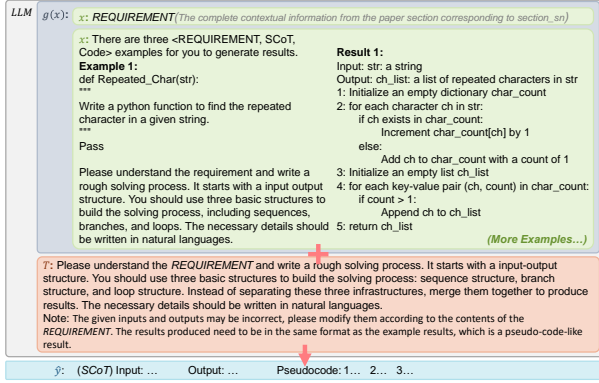 LLM
g(x):
x: REQUIREMENT(The complete contextual information from the paper section corresponding to section_sn)
x: There are three <REQUIREMENT, SCoT,
Code> examples for you to generate results.
Example 1:
def Repeated_Char(str):
"""
Write a python function to find the repeated
character in a given string.
"""
Pass
Please understand the requirement and write a
rough solving process. It starts with a input output
structure. You should use three basic structures to
build the solving process, including sequences,
branches, and loops. The necessary details should
be written in natural languages.
Result 1:
Input: str: a string
Output: ch_list: a list of repeated characters in str
1: Initialize an empty dictionary char_count
2: for each character ch in str:
if ch exists in char_count:
Increment char_count[ch] by 1
else:
Add ch to char_count with a count of 1
3: Initialize an empty list ch_list
4: for each key-value pair (ch, count) in char_count:
if count > 1:
Append ch to ch_list
5: return ch_list
(More Examples…)
T: Please understand the REQUIREMENT and write a rough solving process. It starts with a input-output
structure. You should use three basic structures to build the solving process: sequence structure, branch
structure, and loop structure. Instead of separating these three infrastructures, merge them together to produce
results. The necessary details should be written in natural languages.
Note: The given inputs and outputs may be incorrect, please modify them according to the contents of the
REQUIREMENT. The results produced need to be in the same format as the example results, which is a pseudo-code-like
result.
ŷ: (SCoT) Input: … Output: … Pseudocode: 1… 2… 3…